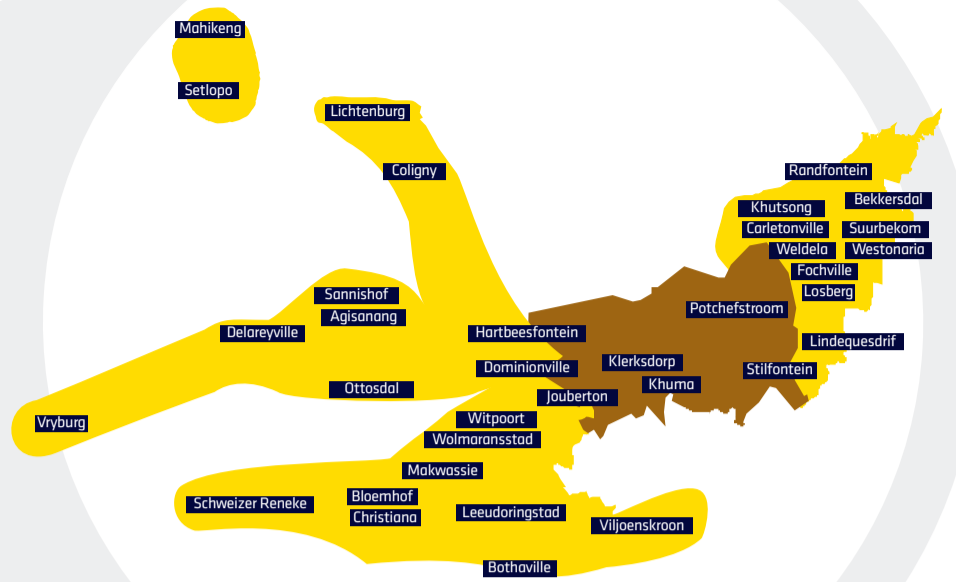 Mahikeng
Setlopo
Lichtenburg
Coligny
Randfontein
Bekkersdal
Khutsong
Carletonville
Suurbekom
Weldela
Westonaria
Fochville
Losberg
Sannishof
Agisanang
Potchefstroom
Delareyville
Hartbeesfontein
Lindequesdrif
Dominionville
Klerksdorp
Stilfontein
Khuma
Ottosdal
Jouberton
Vryburg
Witpoort
Wolmaransstad
Makwassie
Schweizer Reneke
Bloemhof
Christiana
Leeudoringstad
Viljoenskroon
Bothaville